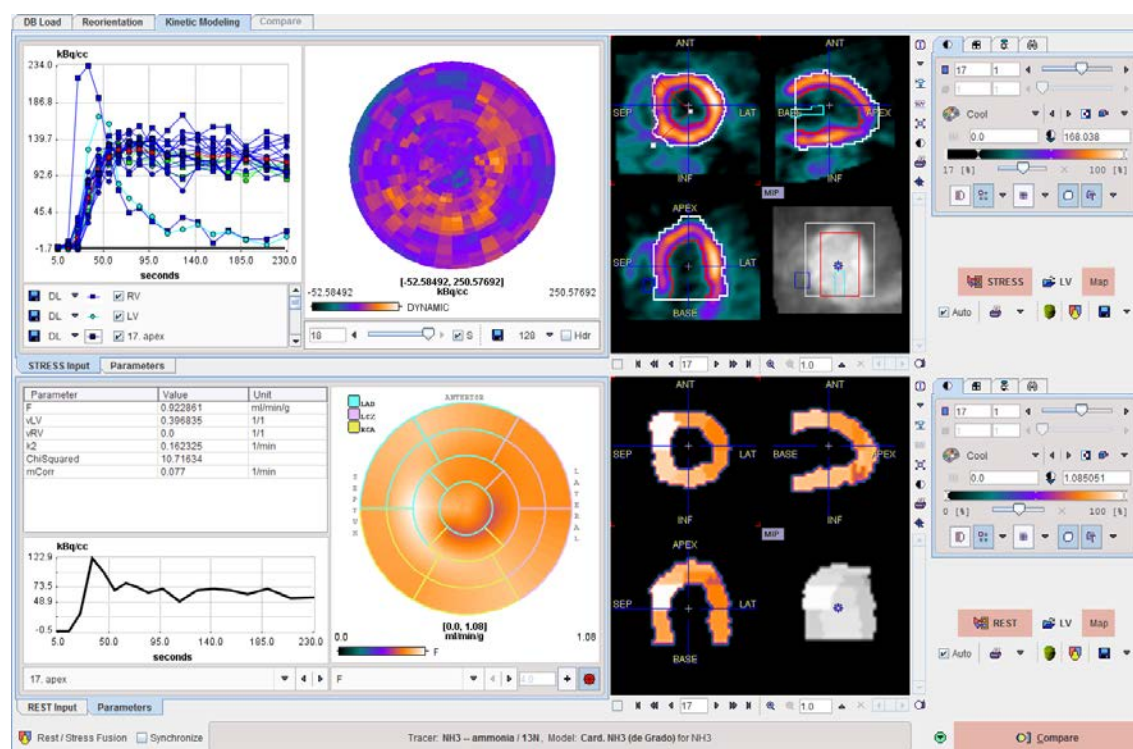 DB Load Reorientation Kinetic Modeling Compare
kBq/cc
234.0
186.8
139.7
92.6
45.4
-1.7
5.0 50.0 95.0 140.0 185.0 230.0
seconds
DL RV
DL LV
DL 17. apex
[-52.58492, 250.57692]
kBq/cc
-52.58492 250.57692
DYNAMIC
18 S 128 Hdr
STRESS Input Parameters
ANT
SEP LAT
INF
ANT
BASE APEX
INF
APEX
SEP LAT
BASE
MIP
17 1.0
17 1
1 1
Cool
0.0 168.038
17 [%] 100 [%]
STRESS LV Map
Auto
Parameter Value Unit
F 0.922861 ml/min/g
vLV 0.396835 1/1
vRV 0.0 1/1
k2 0.162325 1/min
ChiSquared 10.71634
mCorr 0.077 1/min
kBq/cc
122.9
73.5
48.9
-0.5
5.0 50.0 95.0 140.0 185.0 230.0
seconds
17. apex
LAD
LCX
RCA
ANTERIOR
SEPTUM
LATERAL
[0.0, 1.08]
ml/min/g
0.0 1.08
F
F 4.0
REST Input Parameters
ANT
SEP LAT
INF
ANT
BASE APEX
INF
APEX
SEP LAT
BASE
MIP
17 1.0
17 1
1 1
Cool
0.0 1.085051
0 [%] 100 [%]
REST LV Map
Auto
Rest / Stress Fusion Synchronize Tracer: NH3 -- ammonia / 13N, Model: Card. NH3 (de Grado) for NH3 Compare